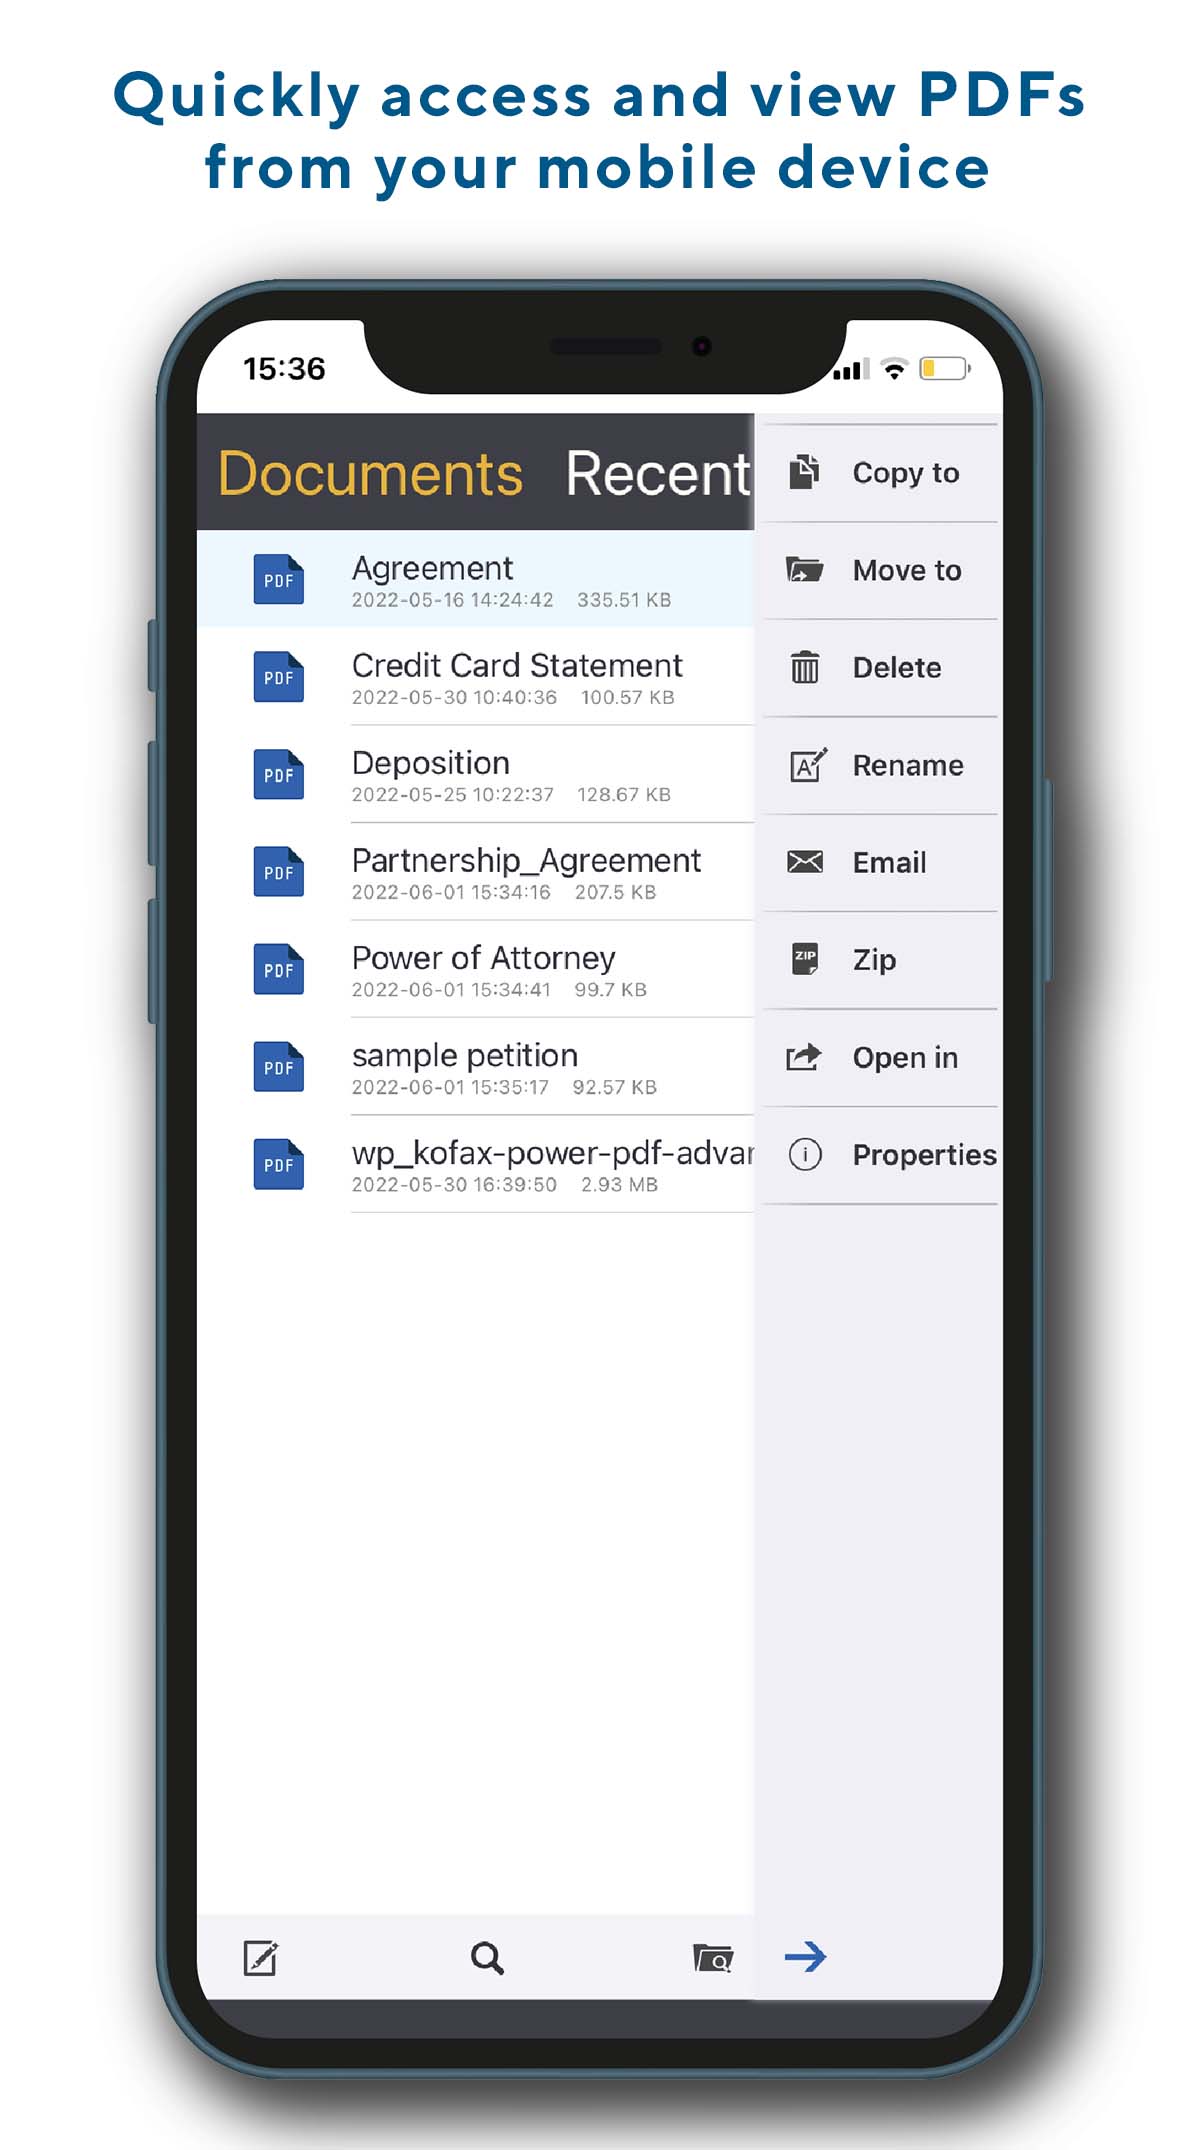 Quickly access and view PDFs
from your mobile device
15:36
Documents Recent
PDF Agreement
2022-05-16 14:24:42 335.51 KB
PDF Credit Card Statement
2022-05-30 10:40:36 100.57 KB
PDF Deposition
2022-05-25 10:22:37 128.67 KB
PDF Partnership_Agreement
2022-06-01 15:34:16 207.5 KB
PDF Power of Attorney
2022-06-01 15:34:41 99.7 KB
PDF sample petition
2022-06-01 15:35:17 92.57 KB
PDF wp_kofax-power-pdf-advar
2022-05-30 16:39:50 2.93 MB
Copy to
Move to
Delete
A Rename
Email
ZIP Zip
Open in
i Properties